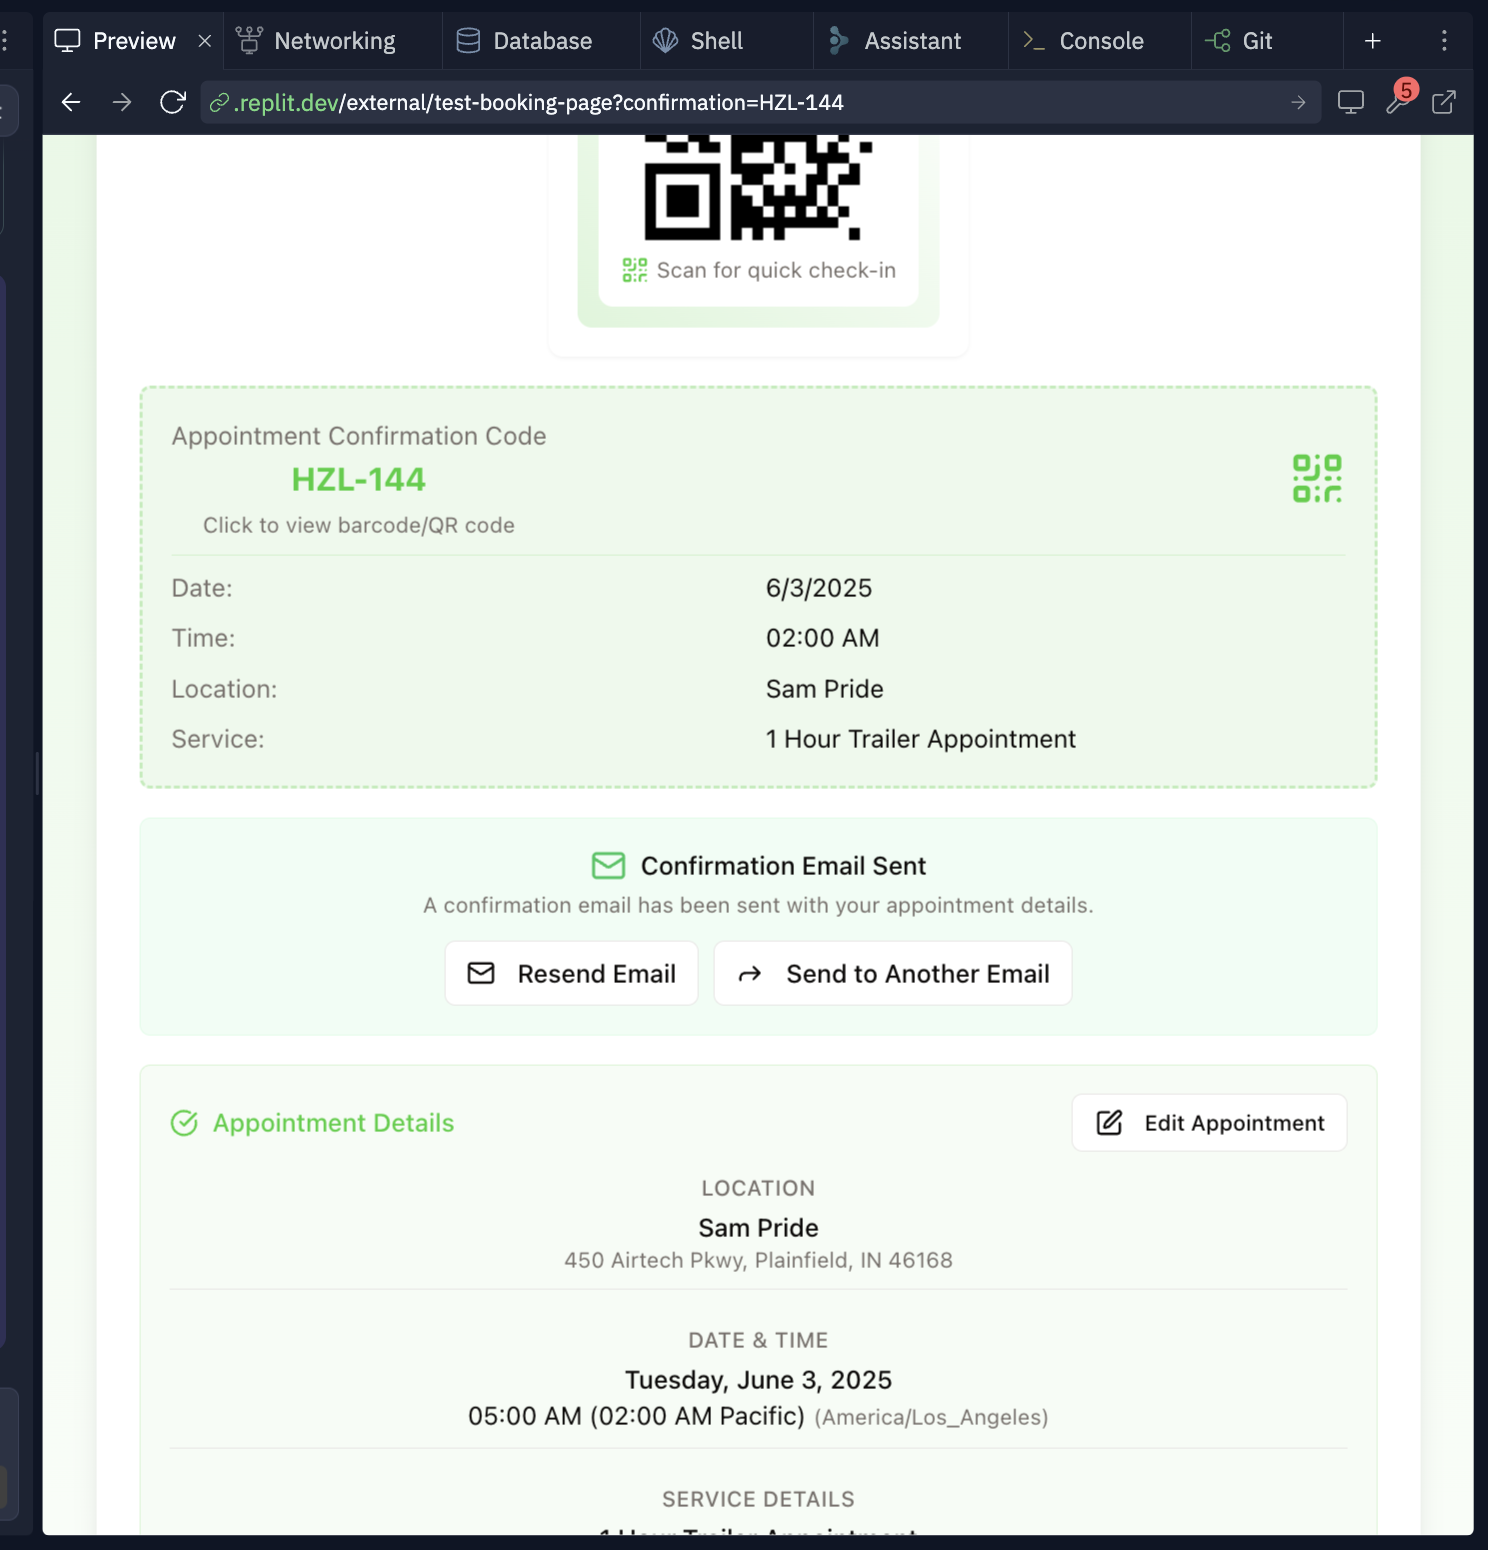 Preview
Networking
Database
Shell
Assistant
Console
Git
.replit.dev/external/test-booking-page?confirmation=HZL-144
5
Scan for quick check-in
Appointment Confirmation Code
HZL-144
Click to view barcode/QR code
Date: 6/3/2025
Time: 02:00 AM
Location: Sam Pride
Service: 1 Hour Trailer Appointment
Confirmation Email Sent
A confirmation email has been sent with your appointment details.
Resend Email
Send to Another Email
Appointment Details
Edit Appointment
LOCATION
Sam Pride
450 Airtech Pkwy, Plainfield, IN 46168
DATE & TIME
Tuesday, June 3, 2025
05:00 AM (02:00 AM Pacific) (America/Los_Angeles)
SERVICE DETAILS
1 Hour Trailer Appointment